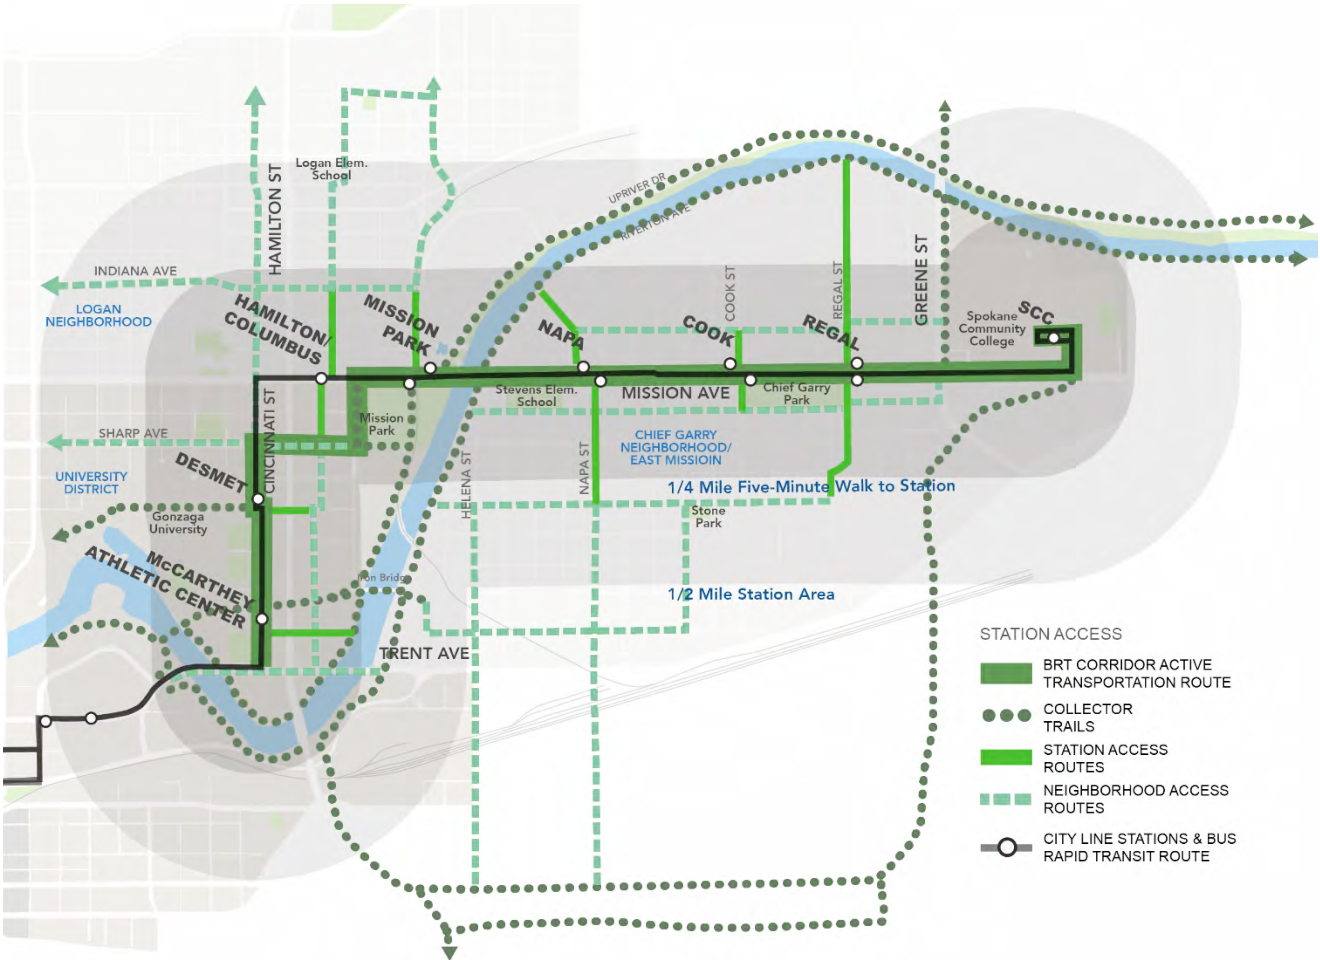 HAMILTON ST
Logan Elem.
School
UPRIVER DR
RIVERTON AVE
INDIANA AVE
LOGAN
NEIGHBORHOOD
HAMILTON/
COLUMBUS
MISSION
PARK
NAPA
COOK
COOK ST
REGAL
REGAL ST
GREENE ST
Spokane
Community
College
SCC
Stevens Elem.
School
MISSION AVE
Chief Garry
Park
Mission
Park
SHARP AVE
CINCINNATI ST
DESMET
UNIVERSITY
DISTRICT
CHIEF GARRY
NEIGHBORHOOD/
EAST MISSIOIN
HELENA ST
NAPA ST
1/4 Mile Five-Minute Walk to Station
Gonzaga
University
Stone
Park
McCARTHEY
ATHLETIC CENTER
Iron Bridge
1/2 Mile Station Area
TRENT AVE
STATION ACCESS
BRT CORRIDOR ACTIVE
TRANSPORTATION ROUTE
COLLECTOR
TRAILS
STATION ACCESS
ROUTES
NEIGHBORHOOD ACCESS
ROUTES
CITY LINE STATIONS & BUS
RAPID TRANSIT ROUTE